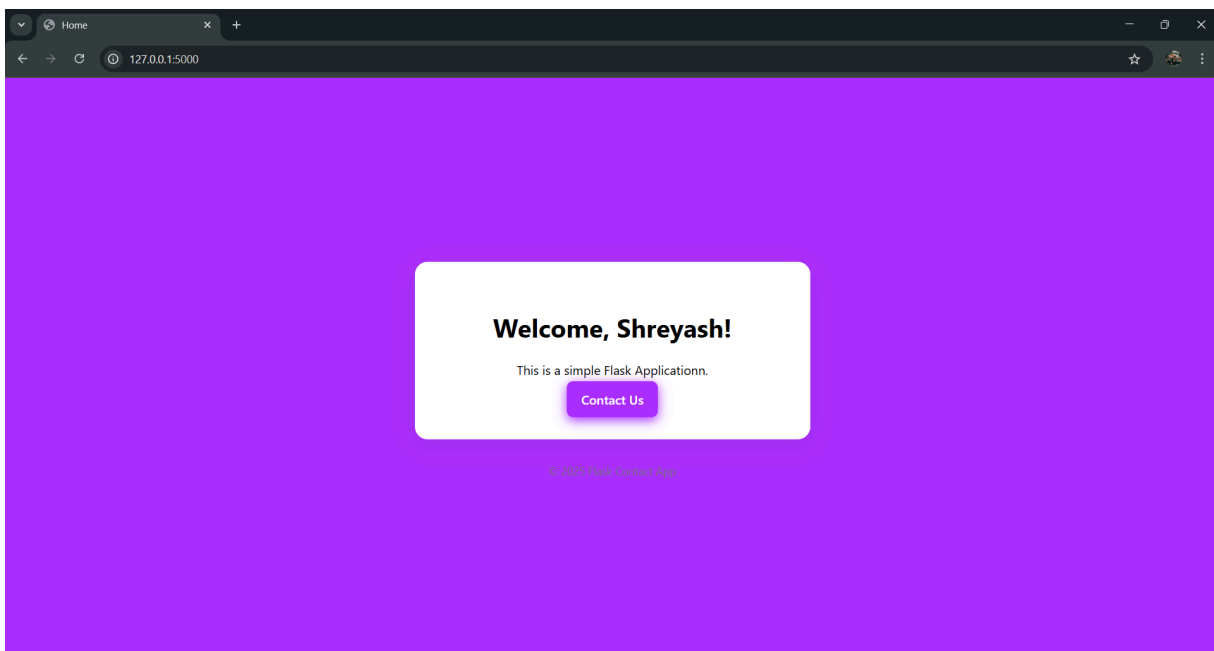 Home
127.0.0.1:5000
Welcome, Shreyash!
This is a simple Flask Applicationn.
Contact Us